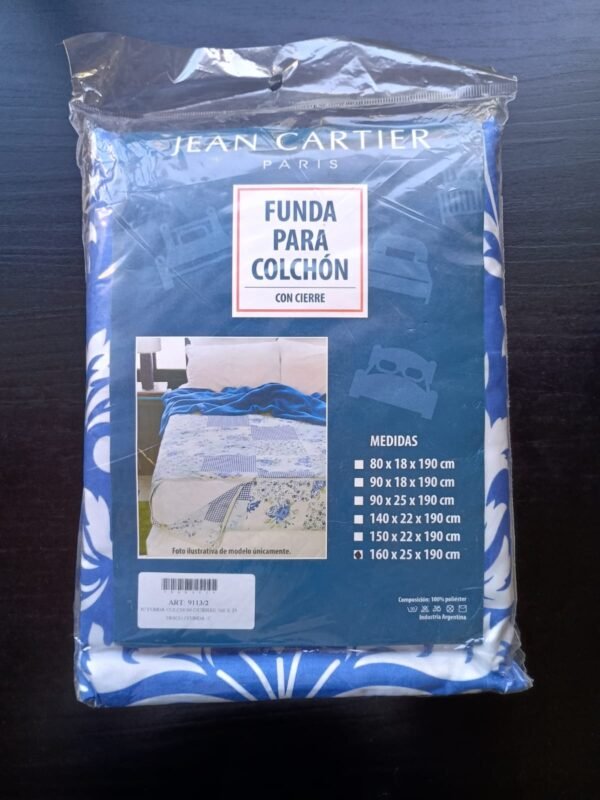 JEAN CARTIER
PARIS
FUNDA
PARA
COLCHÓN
CON CIERRE
MEDIDAS
80 x 18 x 190 cm
90 x 18 x 190 cm
90 x 25 x 190 cm
140 x 22 x 190 cm
150 x 22 x 190 cm
160 x 25 x 190 cm
Foto ilustrativa de modelo únicamente.
ART: 9113/2
FUNDA COLCHON
Composición: 100% poliéster
Industria Argentina